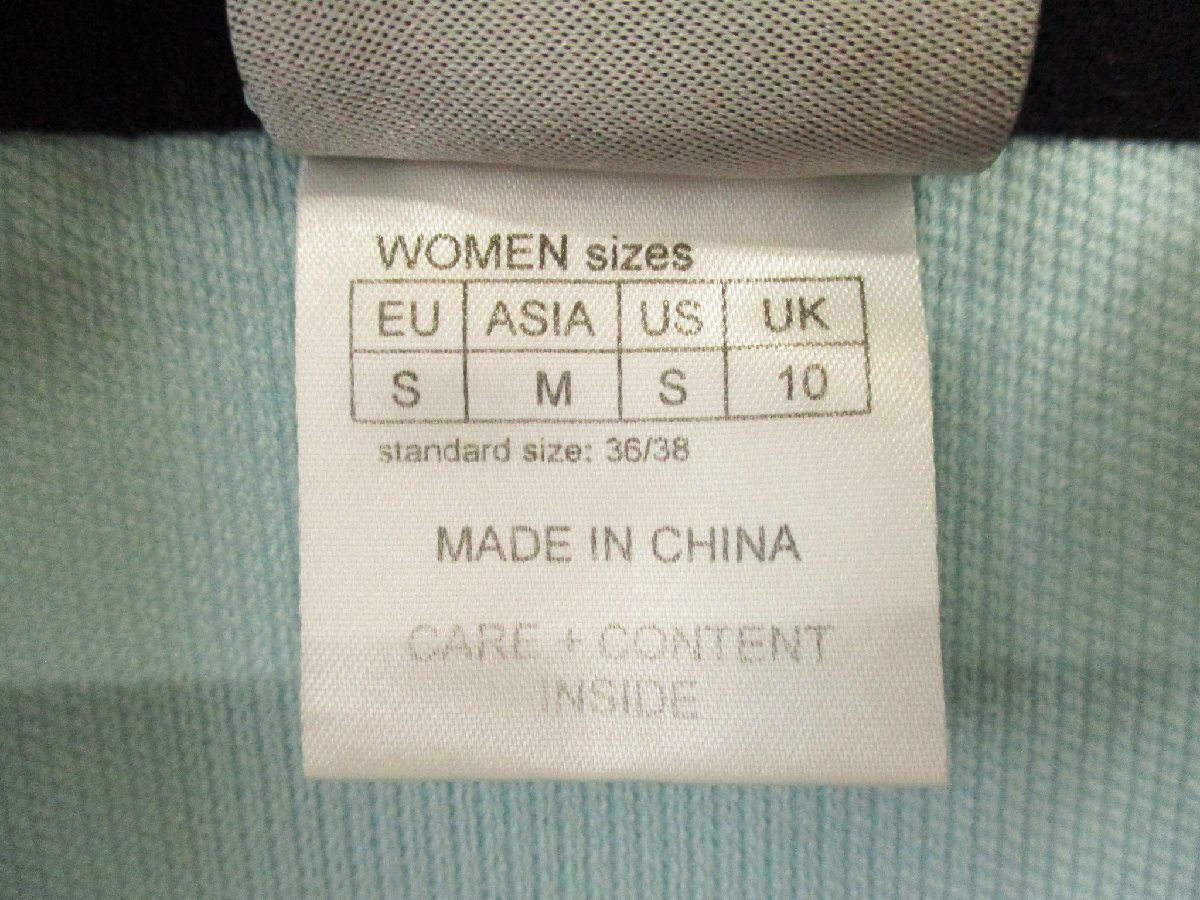 WOMEN sizes
EU ASIA US UK
S M S 10
standard size: 36/38
MADE IN CHINA
CARE + CONTENT
INSIDE